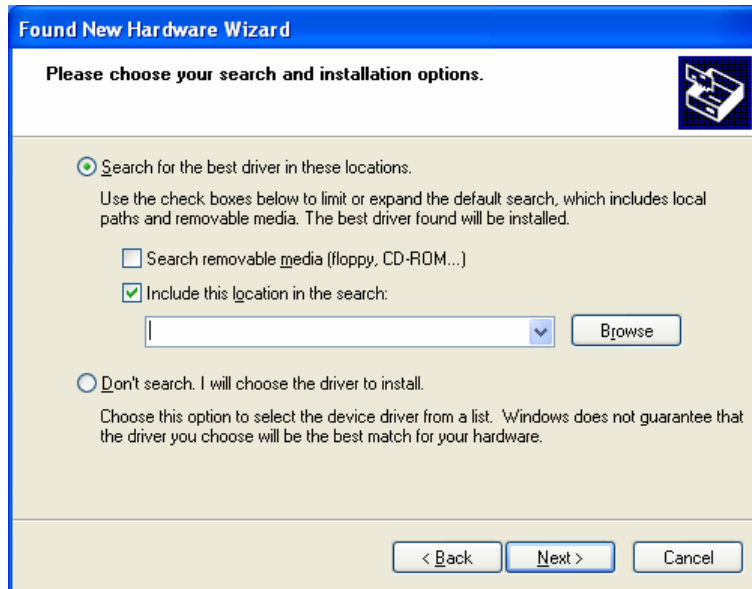 Found New Hardware Wizard
Please choose your search and installation options.
Search for the best driver in these locations.
Use the check boxes below to limit or expand the default search, which includes local
paths and removable media. The best driver found will be installed.
Search removable media (floppy, CD-ROM...)
Include this location in the search:
Browse
Don't search. I will choose the driver to install.
Choose this option to select the device driver from a list.  Windows does not guarantee that
the driver you choose will be the best match for your hardware.
< Back
Next >
Cancel